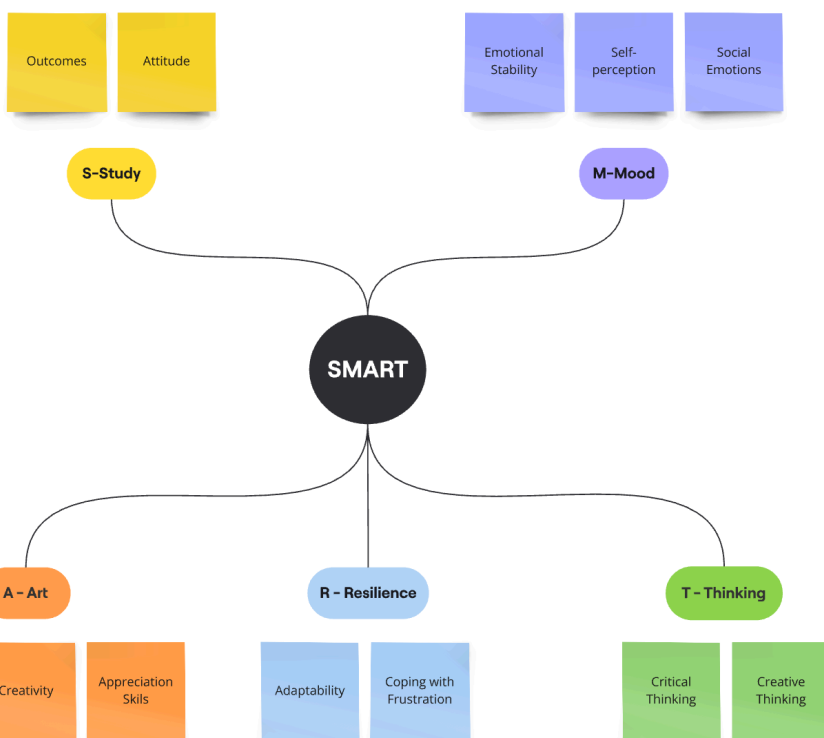 Outcomes
Attitude
Emotional
Stability
Self-
perception
Social
Emotions
S-Study
M-Mood
SMART
A - Art
R - Resilience
T - Thinking
Creativity
Appreciation
Skils
Adaptability
Coping with
Frustration
Critical
Thinking
Creative
Thinking